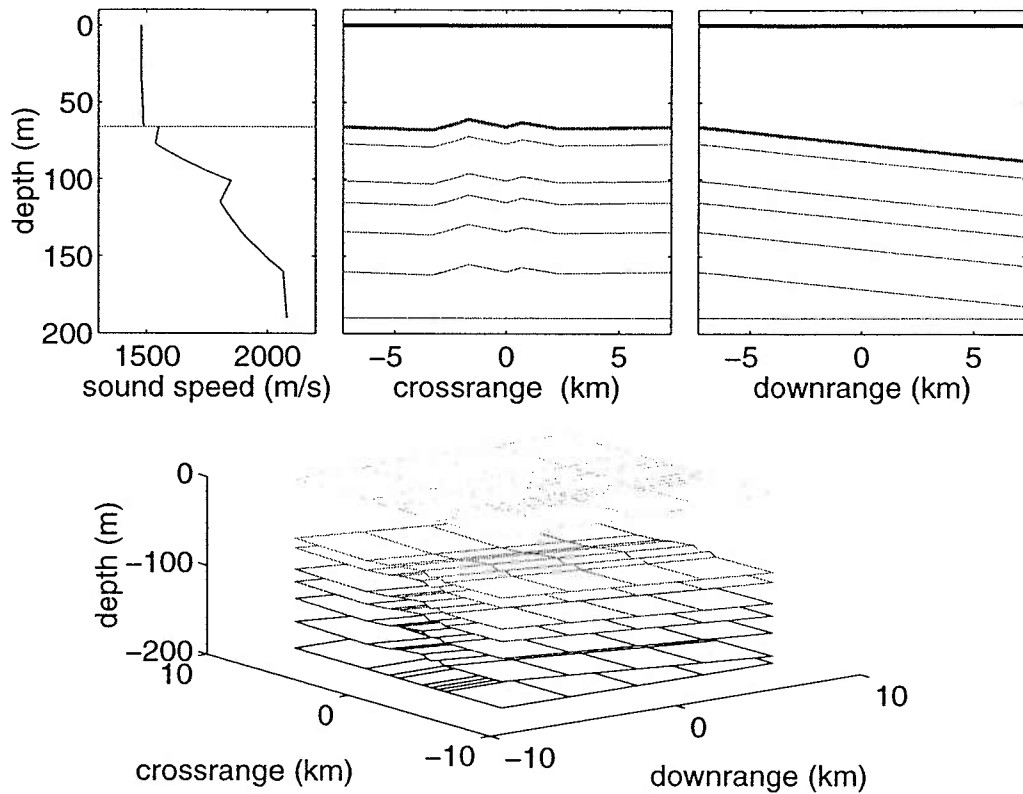 0
50
100
150
200
depth (m)
1500 2000
sound speed (m/s)
−5 0 5
crossrange (km)
−5 0 5
downrange (km)
0
−100
−200
depth (m)
10
0
−10
crossrange (km)
−10
0
10
downrange (km)